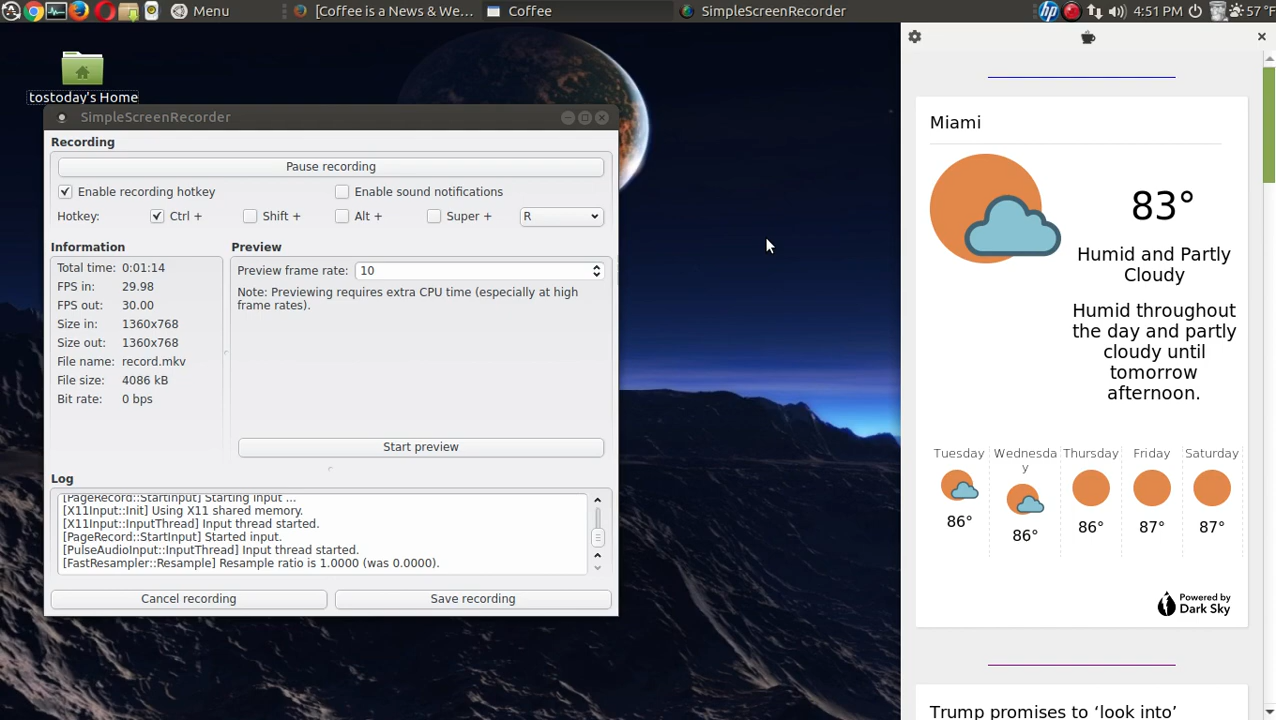 Menu
[Coffee is a News & We...
Coffee
SimpleScreenRecorder
hp
4:51 PM
57 °F
tostoday's Home
SimpleScreenRecorder
Recording
Pause recording
Enable recording hotkey
Enable sound notifications
Hotkey:
Ctrl +
Shift +
Alt +
Super +
R
Information
Total time: 0:01:14
FPS in: 29.98
FPS out: 30.00
Size in: 1360x768
Size out: 1360x768
File name: record.mkv
File size: 4086 kB
Bit rate: 0 bps
Preview
Preview frame rate: 10
Note: Previewing requires extra CPU time (especially at high
frame rates).
Start preview
Log
[PageRecord::StartInput] Starting input ...
[X11Input::Init] Using X11 shared memory.
[X11Input::InputThread] Input thread started.
[PageRecord::StartInput] Started input.
[PulseAudioInput::InputThread] Input thread started.
[FastResampler::Resample] Resample ratio is 1.0000 (was 0.0000).
Cancel recording
Save recording
Miami
83°
Humid and Partly
Cloudy
Humid throughout
the day and partly
cloudy until
tomorrow
afternoon.
Tuesday
86°
Wednesda
y
86°
Thursday
86°
Friday
87°
Saturday
87°
Powered by
Dark Sky
Trump promises to ‘look into’